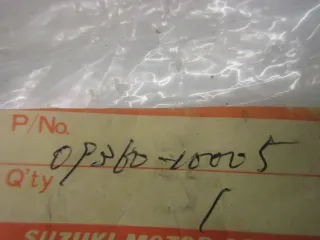 P/No.
09360-10005
Q'ty 1
SUZUKI MOTOR